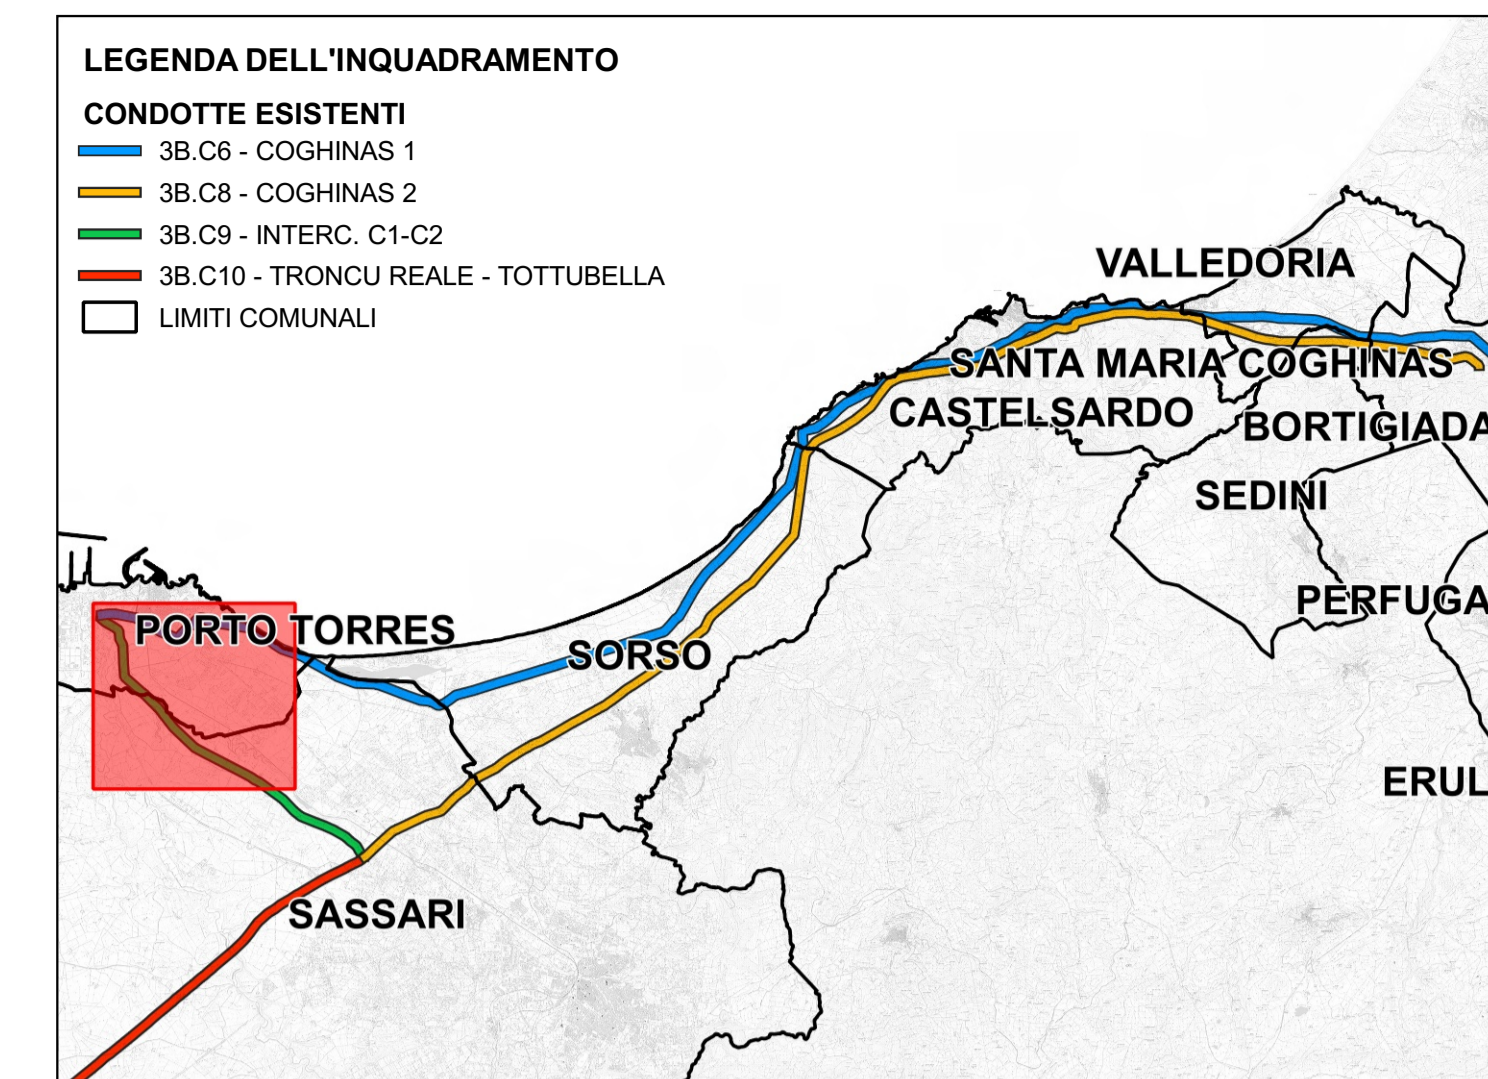 LEGENDA DELL'INQUADRAMENTO
CONDOTTE ESISTENTI
3B.C6 - COGHINAS 1
3B.C8 - COGHINAS 2
3B.C9 - INTERC. C1-C2
3B.C10 - TRONCU REALE - TOTTUBELLA
LIMITI COMUNALI
VALLEDORIA
SANTA MARIA COGHINAS
CASTELSARDO
BORTIGIADA
SEDINI
PERFUGA
PORTO TORRES
SORSO
ERUL
SASSARI